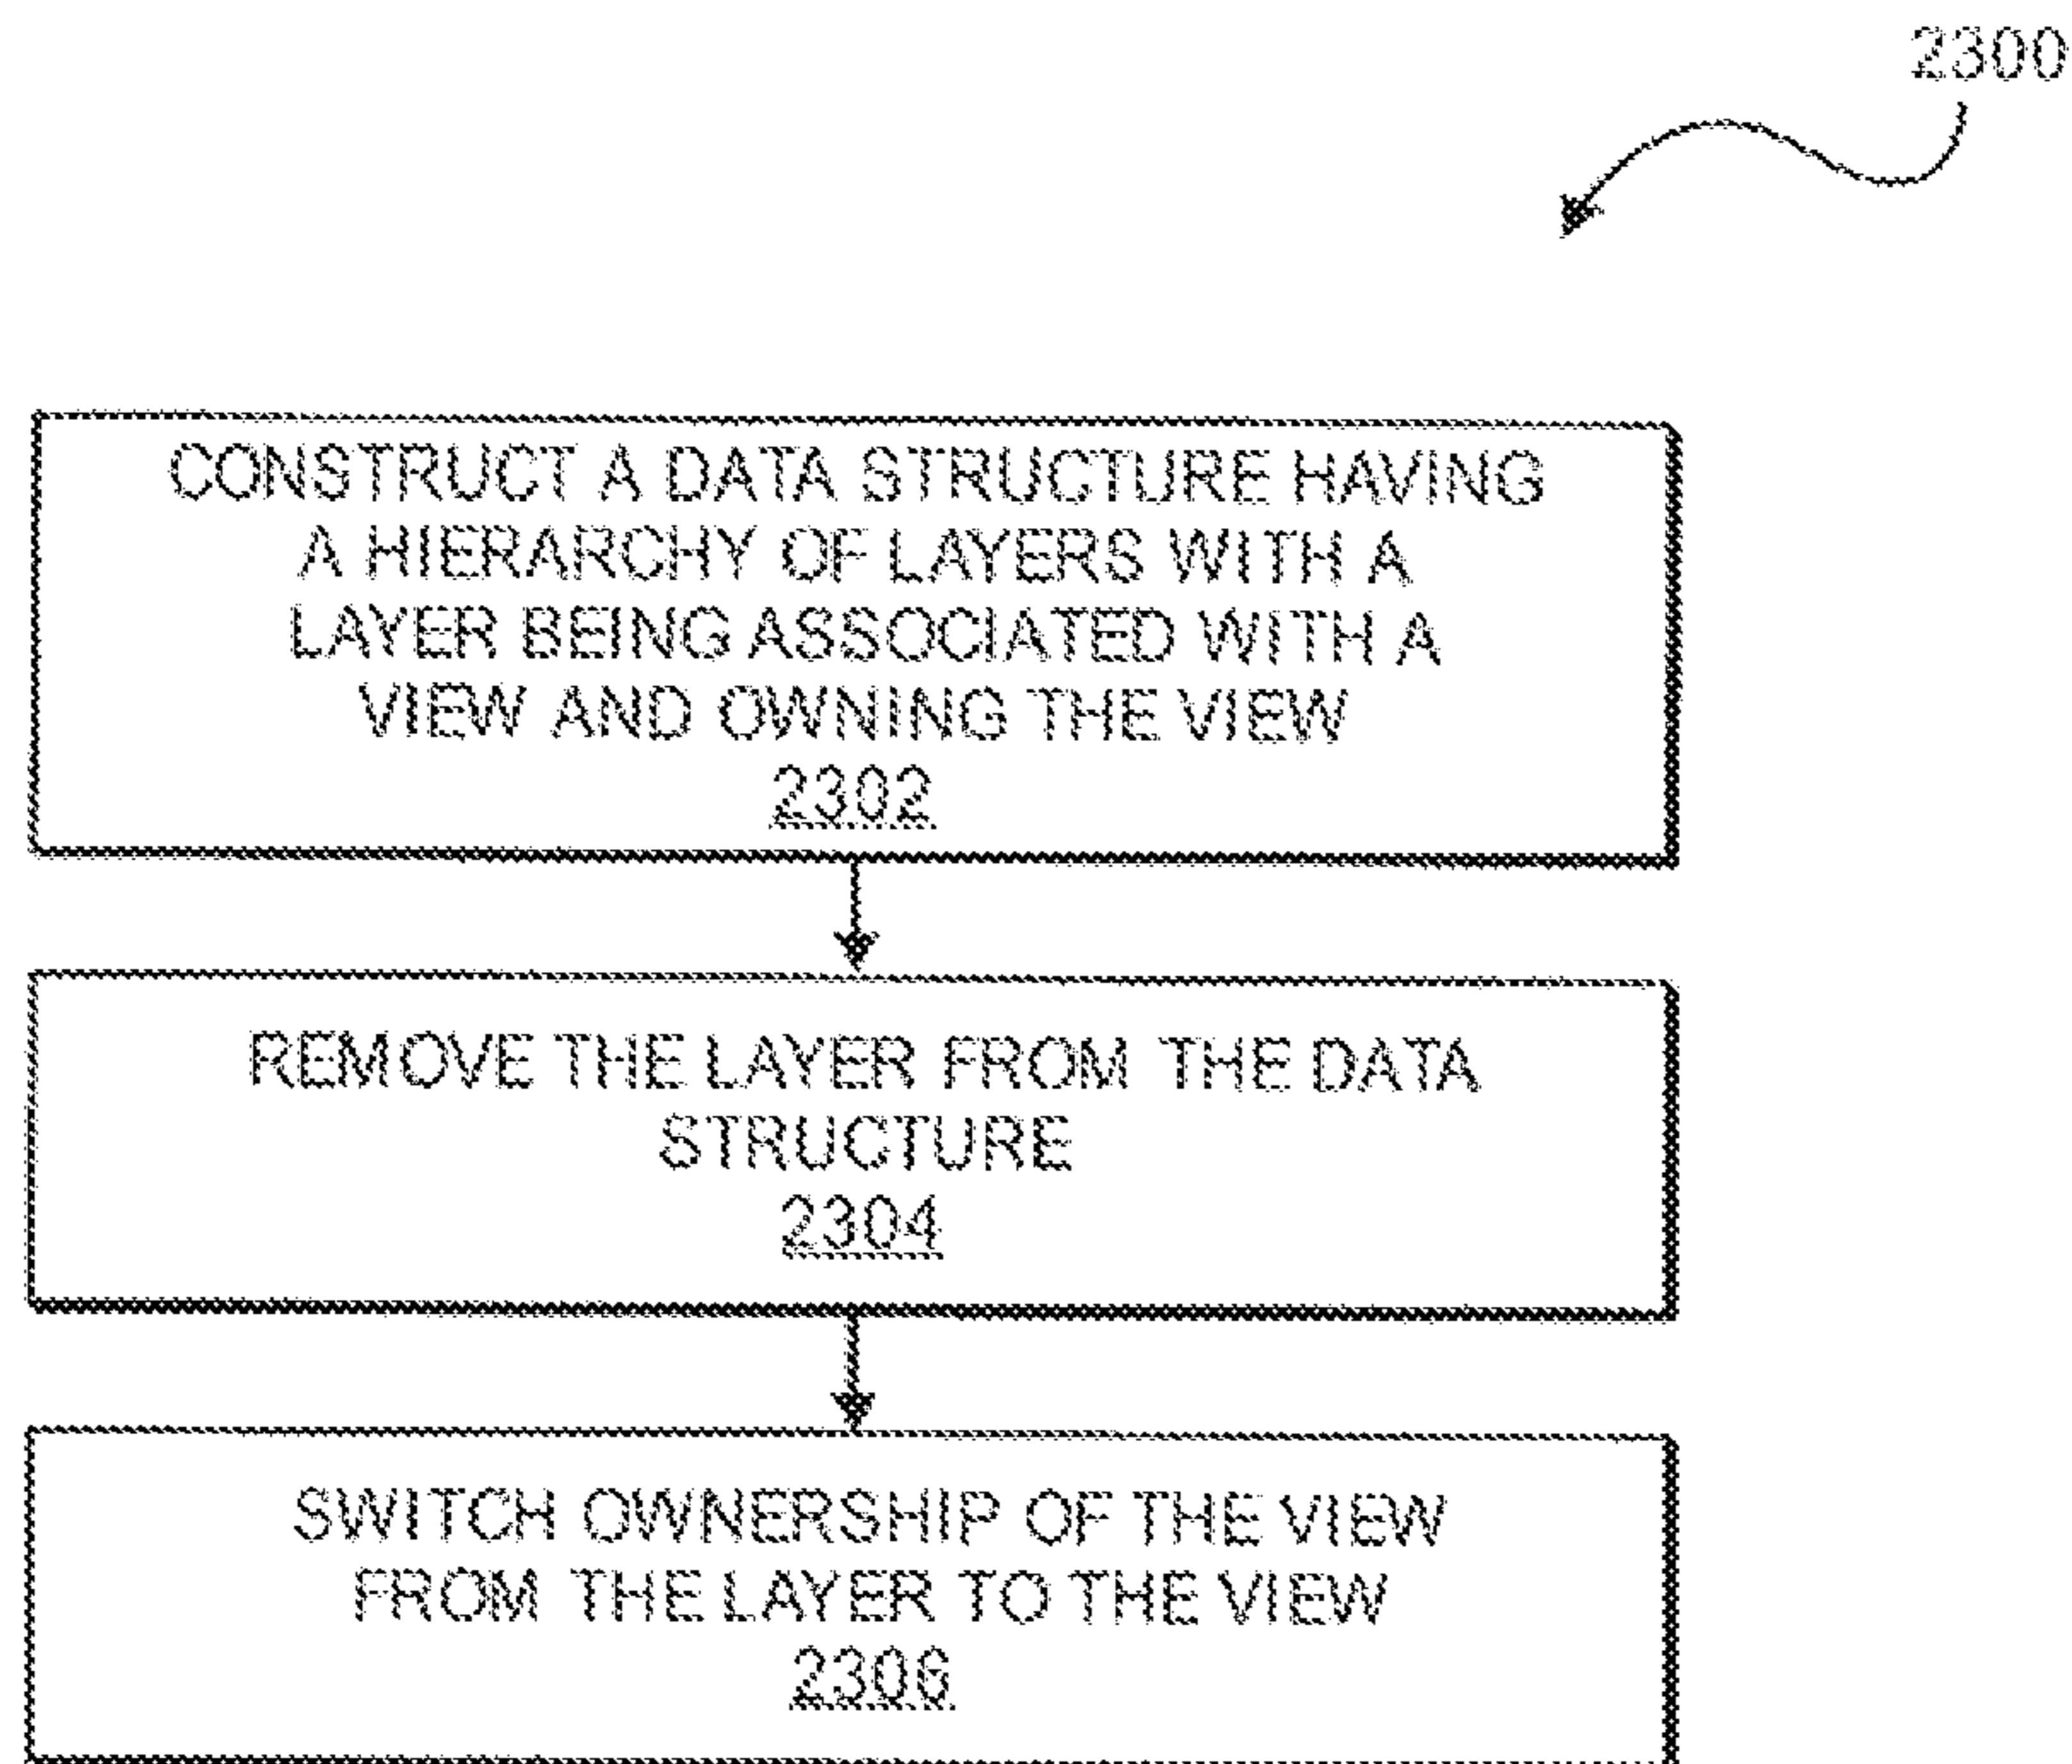 2300
CONSTRUCT A DATA STRUCTURE HAVING
A HIERARCHY OF LAYERS WITH A
LAYER BEING ASSOCIATED WITH A
VIEW AND OWNING THE VIEW
2302
REMOVE THE LAYER FROM THE DATA
STRUCTURE
2304
SWITCH OWNERSHIP OF THE VIEW
FROM THE LAYER TO THE VIEW
2306